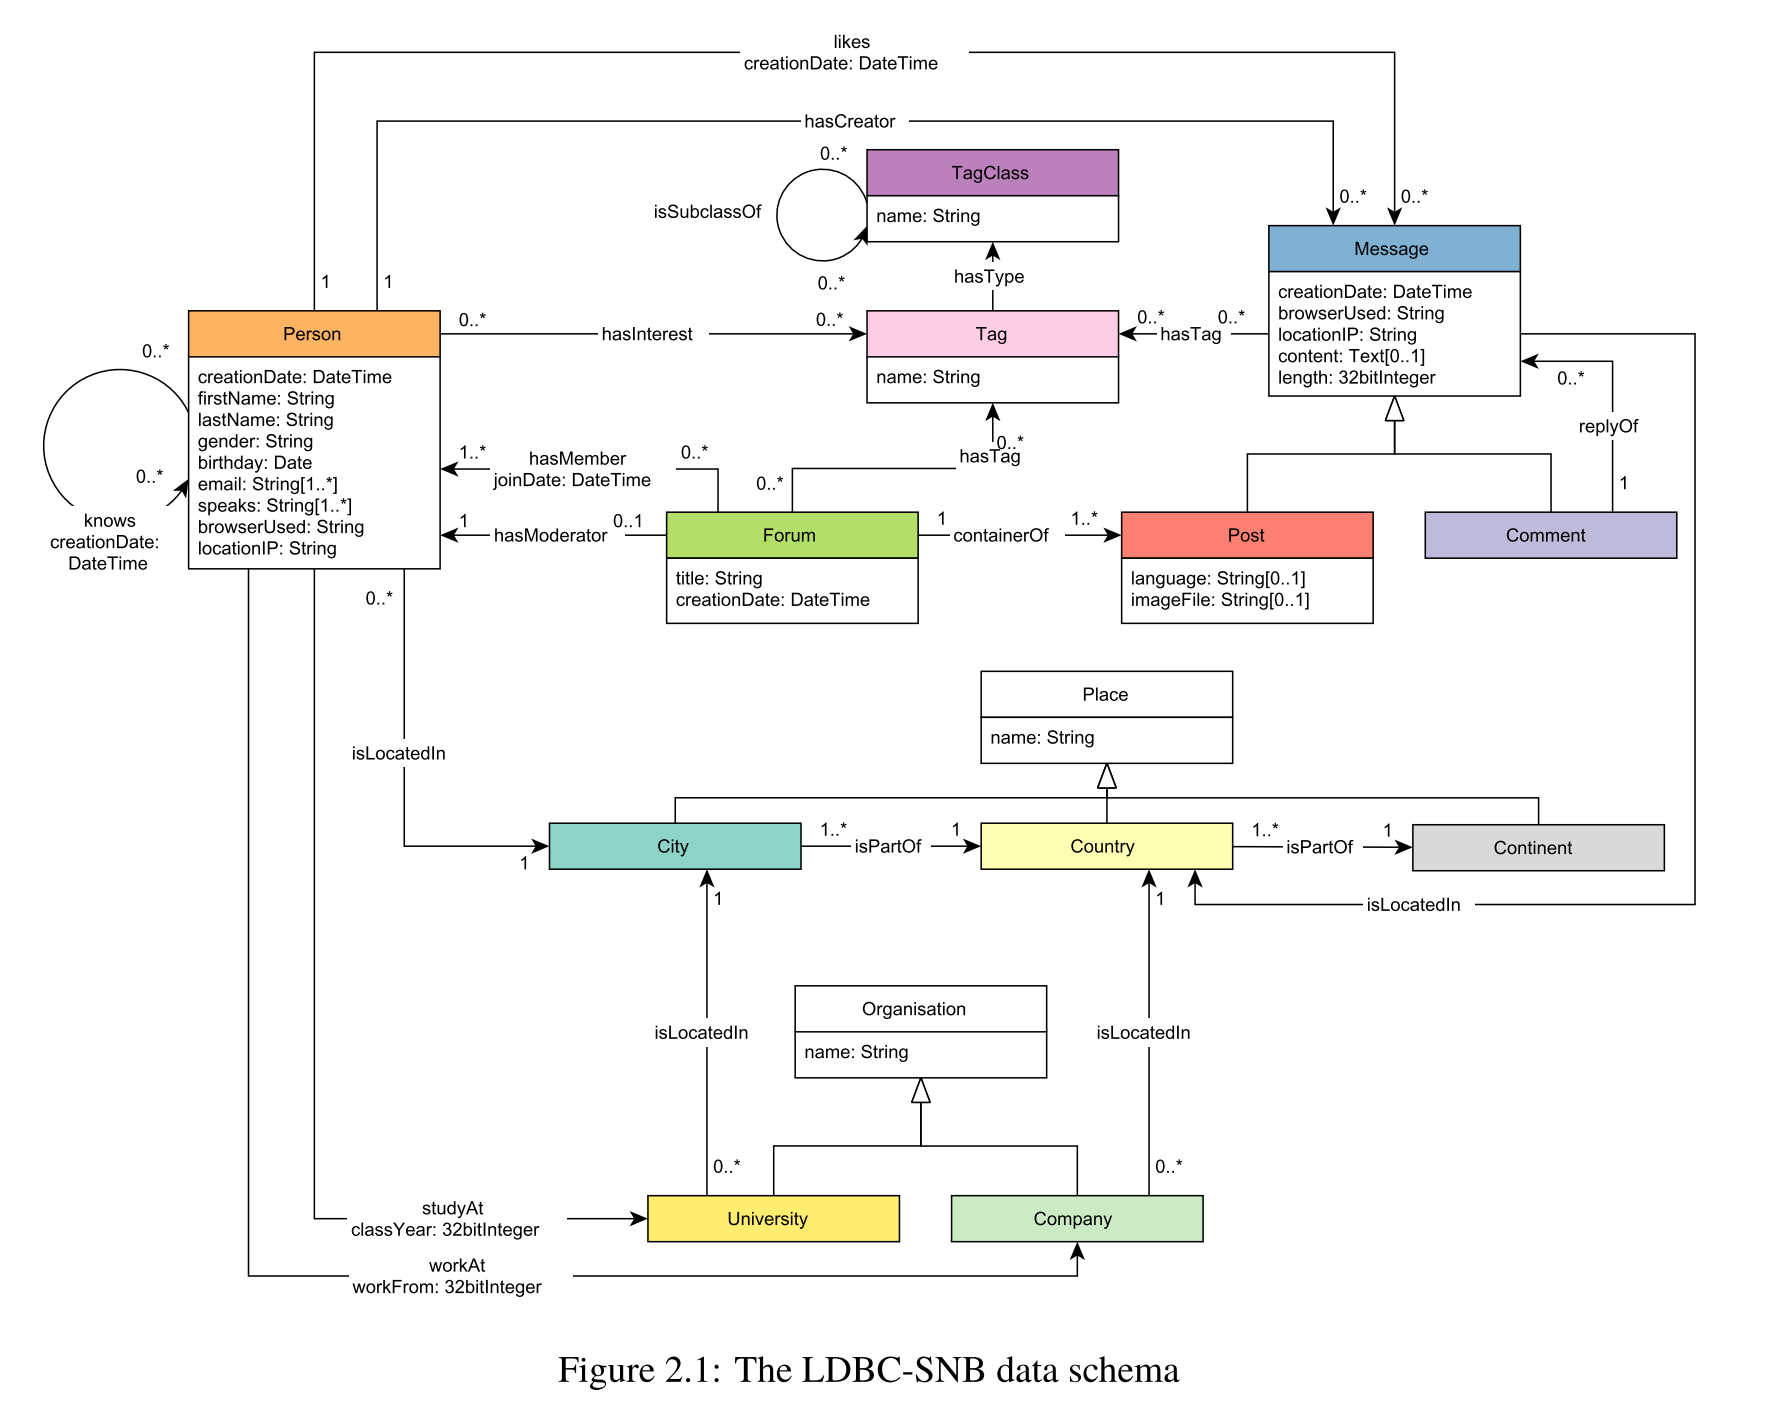 likes
creationDate: DateTime
hasCreator
0..*
TagClass
isSubclassOf
name: String
0..*
0..*
Message
1
1
0..*
hasType
creationDate: DateTime
browserUsed: String
locationIP: String
content: Text[0..1]
length: 32bitInteger
Person
0..*
hasInterest
0..*
Tag
0..*
hasTag
0..*
0..*
name: String
0..*
creationDate: DateTime
firstName: String
lastName: String
gender: String
birthday: Date
email: String[1..*]
speaks: String[1..*]
browserUsed: String
locationIP: String
replyOf
1
0..*
knows
creationDate:
DateTime
1..*
hasMember
joinDate: DateTime
0..*
0..*
0..*
hasTag
1
hasModerator
0..1
Forum
1
containerOf
1..*
Post
Comment
title: String
creationDate: DateTime
language: String[0..1]
imageFile: String[0..1]
0..*
Place
name: String
isLocatedIn
1
City
1..*
isPartOf
1
Country
1..*
isPartOf
1
Continent
1
1
isLocatedIn
Organisation
name: String
isLocatedIn
isLocatedIn
0..*
0..*
studyAt
classYear: 32bitInteger
University
Company
workAt
workFrom: 32bitInteger
Figure 2.1: The LDBC-SNB data schema